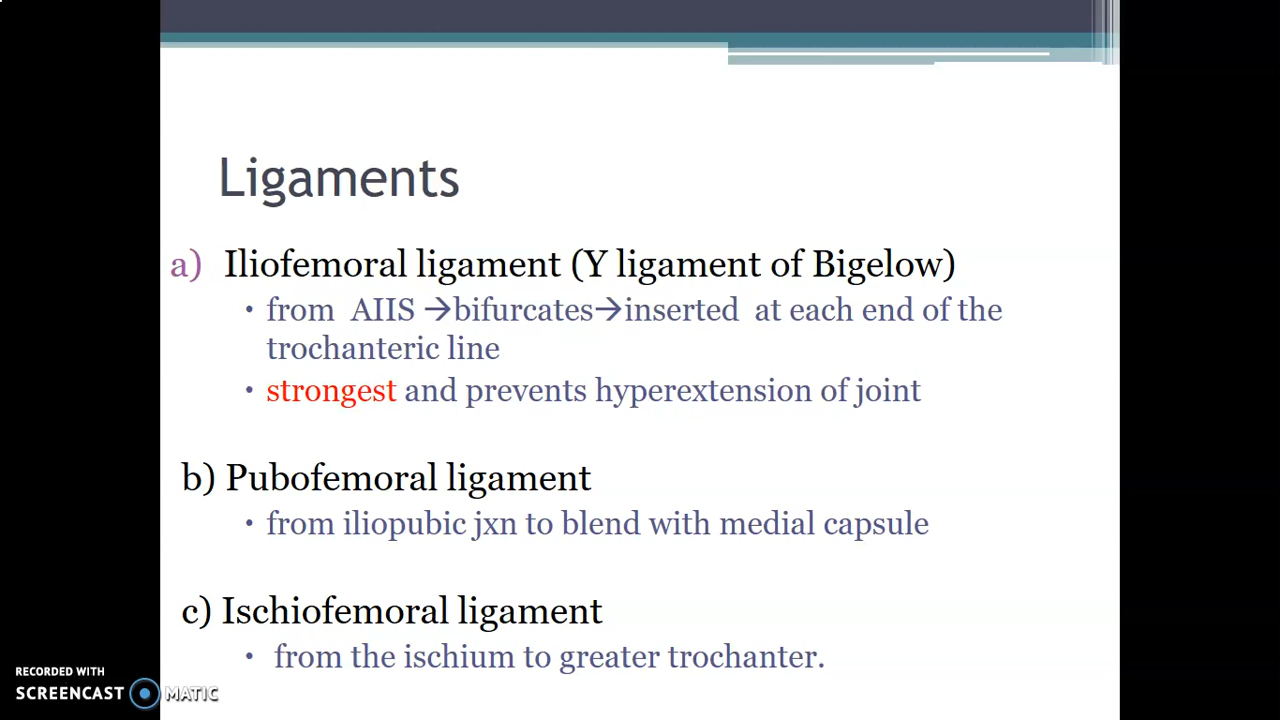 Ligaments
a) Iliofemoral ligament (Y ligament of Bigelow)
• from AIIS →bifurcates→inserted at each end of the
trochanteric line
• strongest and prevents hyperextension of joint
b) Pubofemoral ligament
• from iliopubic jxn to blend with medial capsule
c) Ischiofemoral ligament
• from the ischium to greater trochanter.
RECORDED WITH
SCREENCAST MATIC